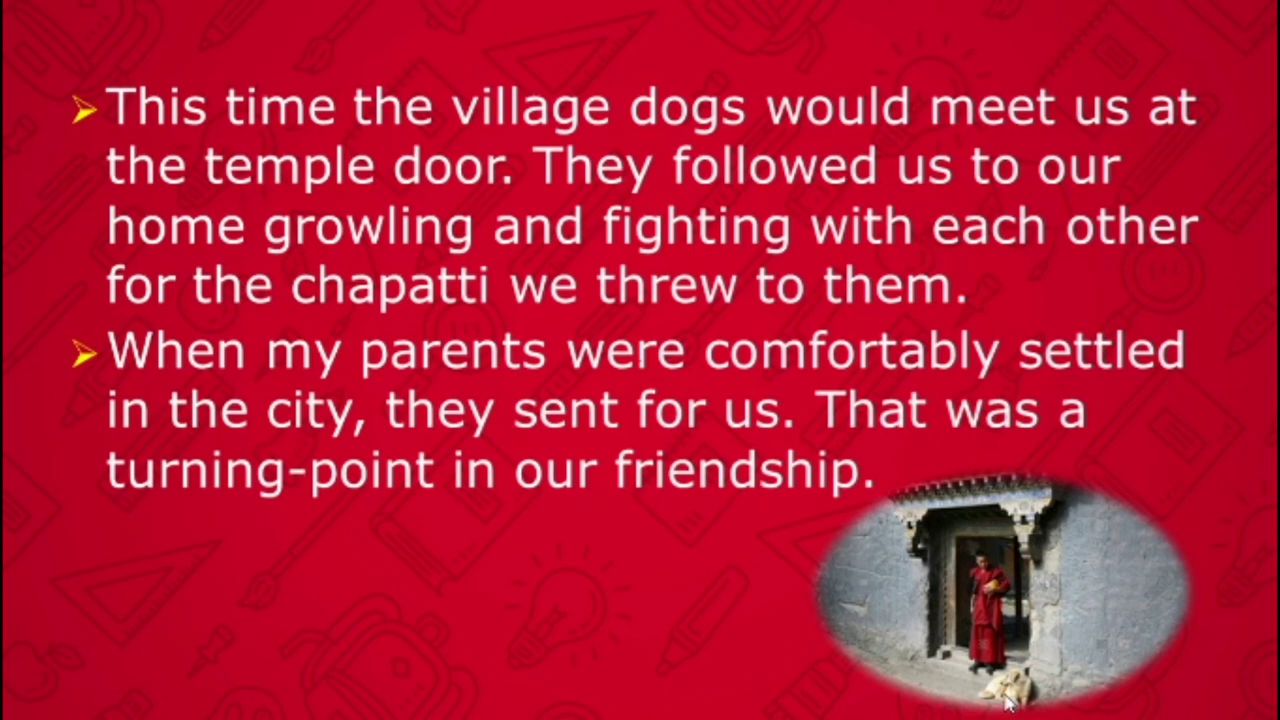 This time the village dogs would meet us at
the temple door. They followed us to our
home growling and fighting with each other
for the chapatti we threw to them.
When my parents were comfortably settled
in the city, they sent for us. That was a
turning-point in our friendship.